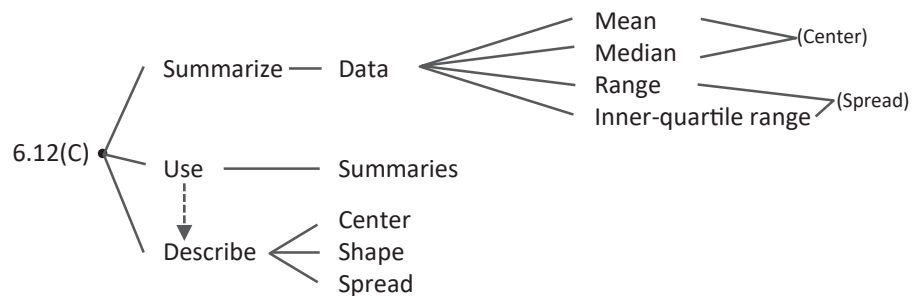 Mean
(Center)
Median
Summarize
Data
Range
(Spread)
Inner-quartile range
6.12(C)
Use
Summaries
Center
Describe
Shape
Spread